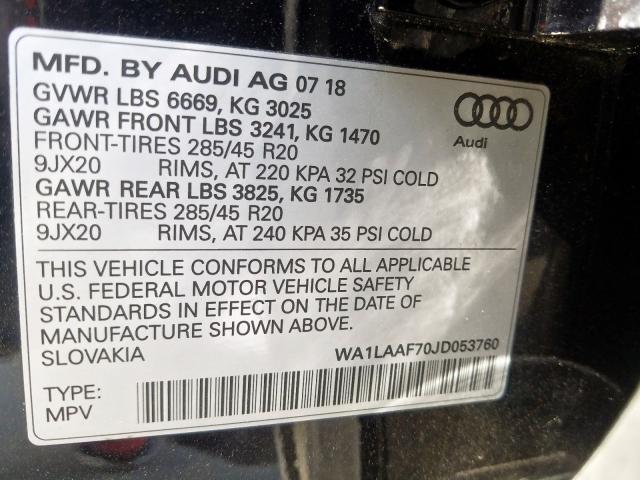 MFD. BY AUDI AG 07 18
GVWR LBS 6669, KG 3025
GAWR FRONT LBS 3241, KG 1470
FRONT-TIRES 285/45 R20
9JX20 RIMS, AT 220 KPA 32 PSI COLD
GAWR REAR LBS 3825, KG 1735
REAR-TIRES 285/45 R20
9JX20 RIMS, AT 240 KPA 35 PSI COLD
Audi
THIS VEHICLE CONFORMS TO ALL APPLICABLE
U.S. FEDERAL MOTOR VEHICLE SAFETY
STANDARDS IN EFFECT ON THE DATE OF
MANUFACTURE SHOWN ABOVE.
SLOVAKIA WA1LAAF70JD053760
TYPE:
MPV